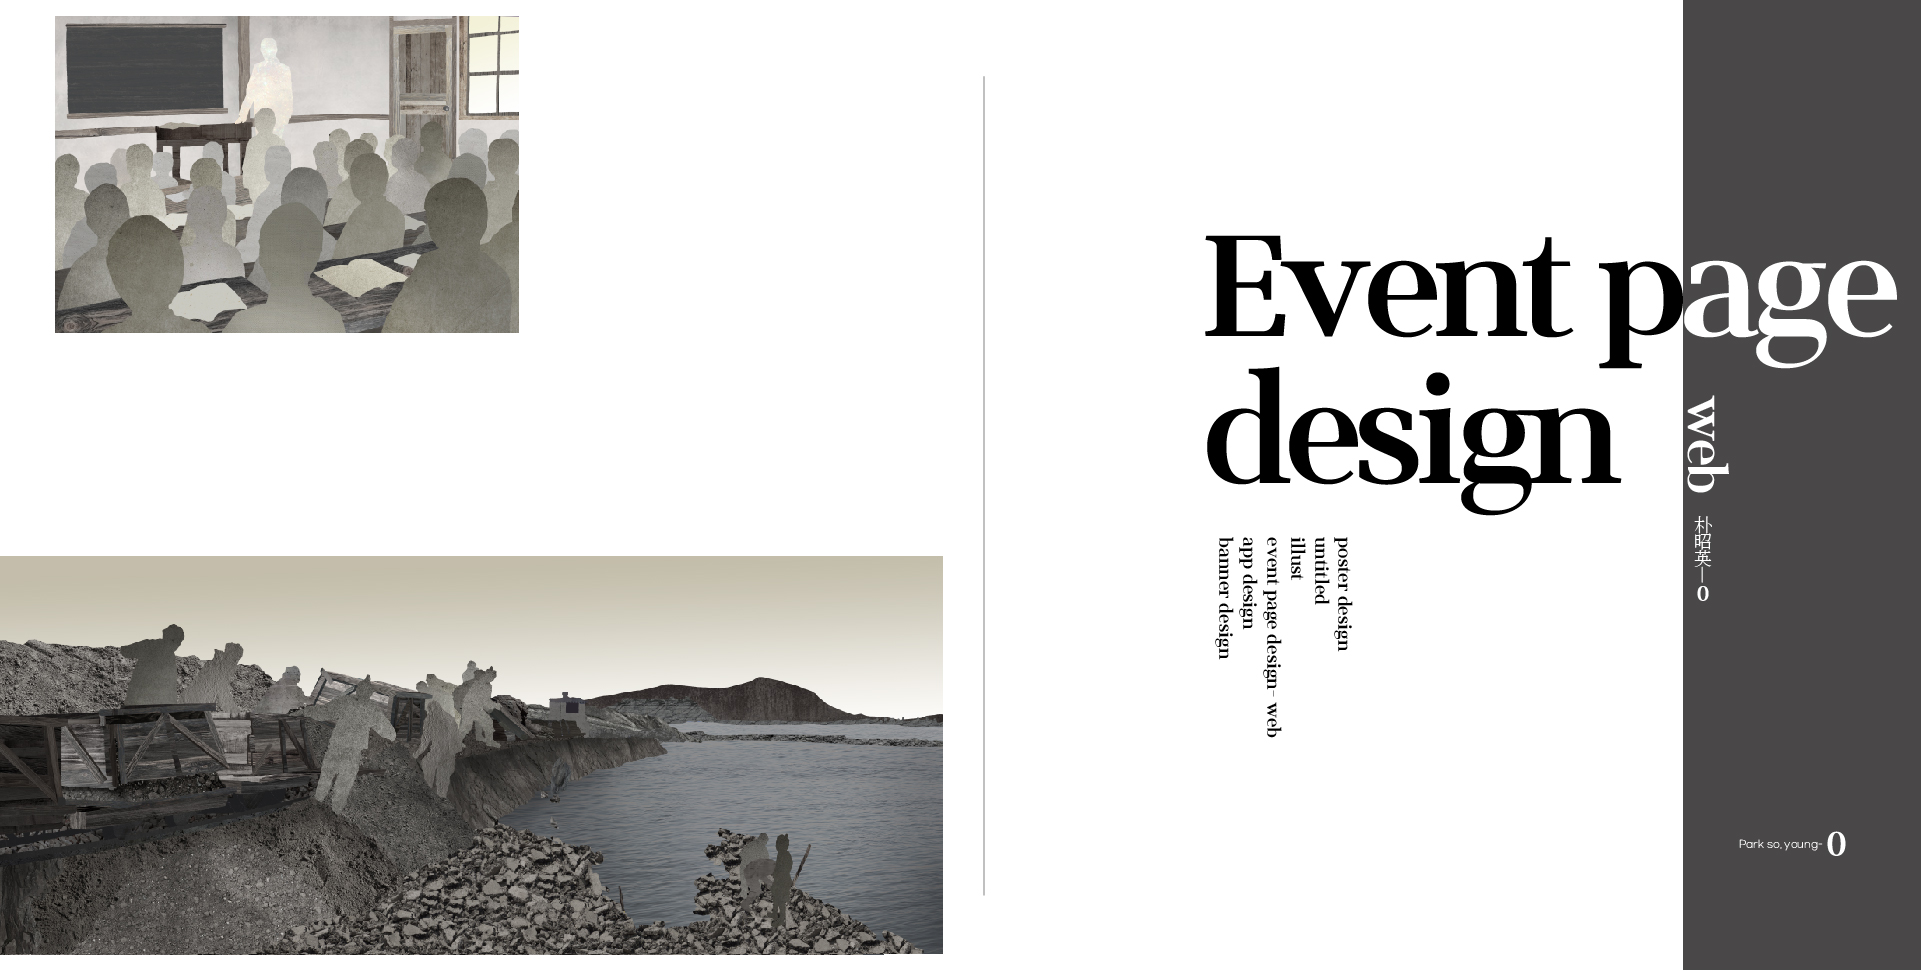 Event page
design
web
朴昭英—0
poster design
untitled
illust
event page design- web
app design
banner design
Park so, young- 0